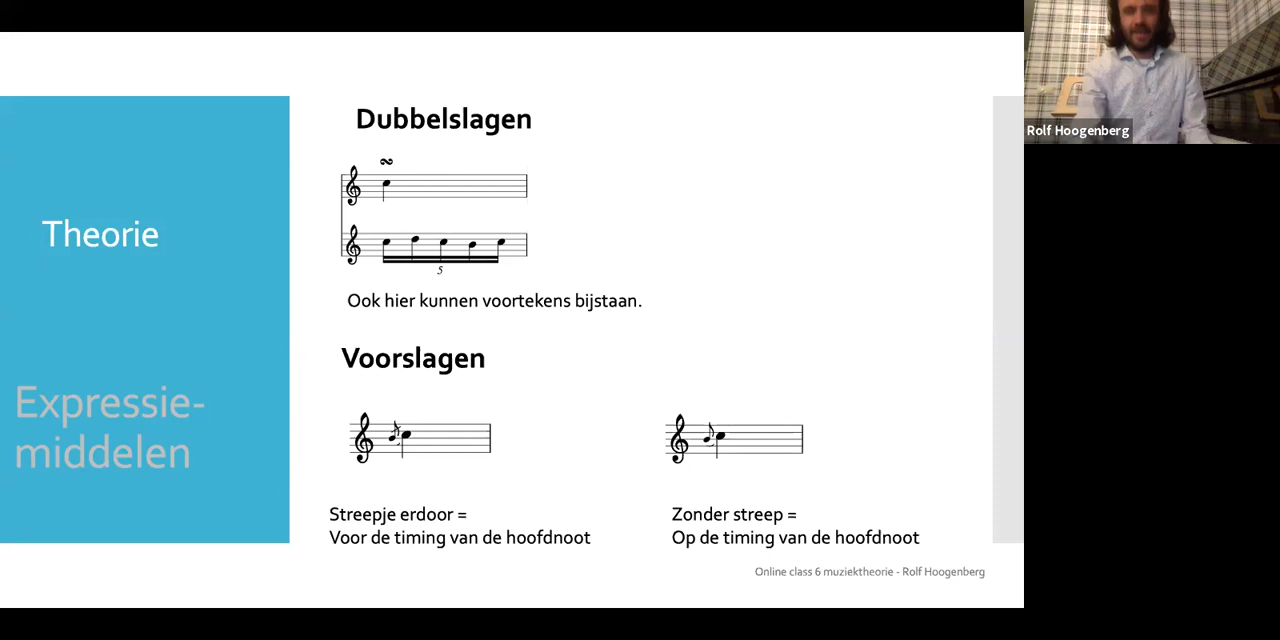 Dubbelslagen
Theorie
5
Ook hier kunnen voortekens bijstaan.
Voorslagen
Expressie-
middelen
Streepje erdoor =
Voor de timing van de hoofdnoot
Zonder streep =
Op de timing van de hoofdnoot
Online class 6 muziektheorie - Rolf Hoogenberg
Rolf Hoogenberg